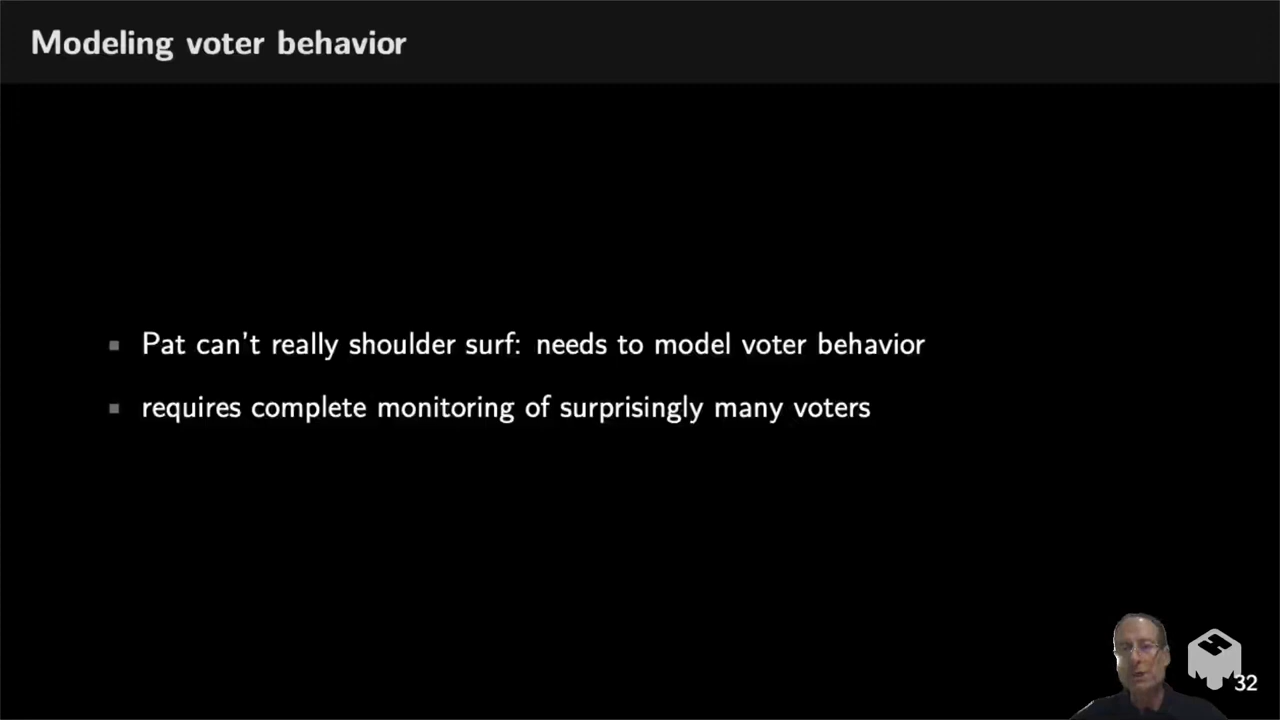 Modeling voter behavior
Pat can't really shoulder surf: needs to model voter behavior
requires complete monitoring of surprisingly many voters
32